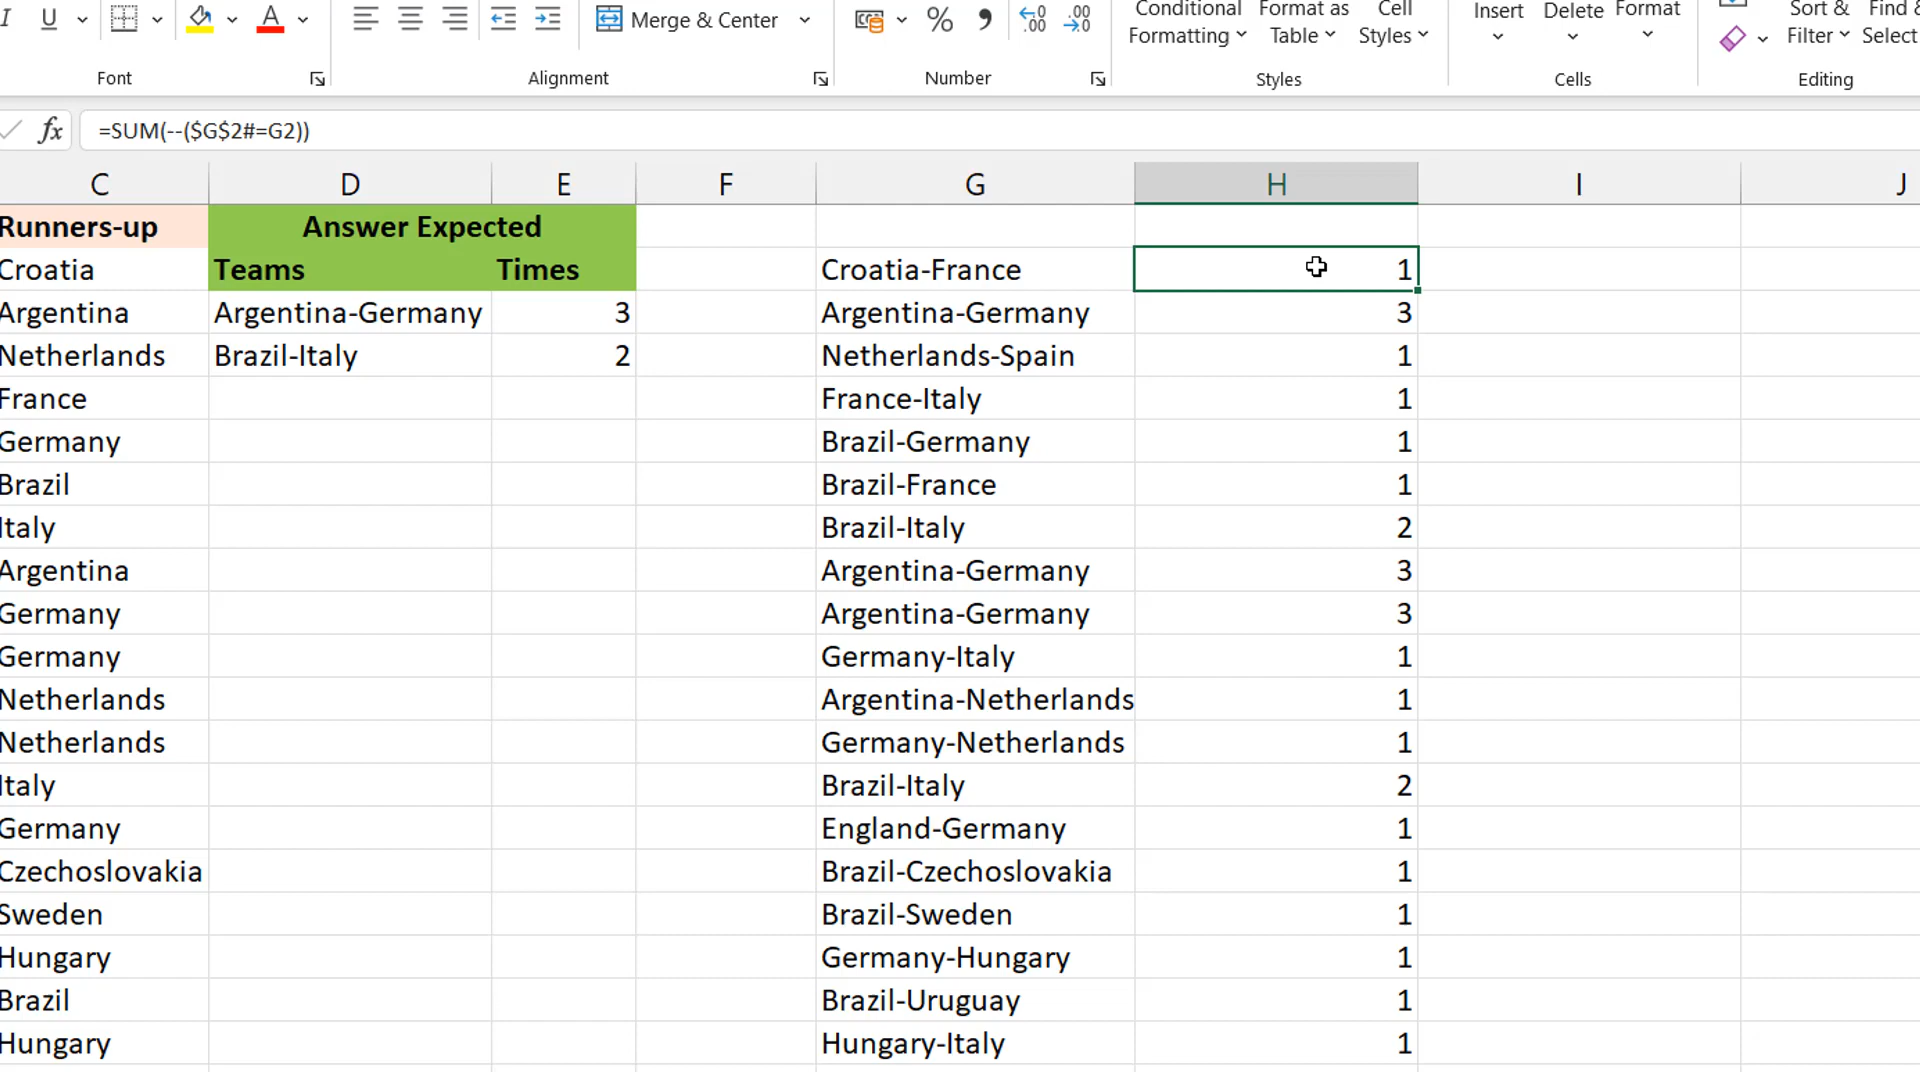 I U A Merge & Center % 9 .00 .00
Conditional Format as Cell Insert Delete Format Sort & Find &
Formatting Table Styles Filter Select
Font Alignment Number Styles Cells Editing
fx =SUM(--($G$2#=G2))
C D E F G H I J
Runners-up Answer Expected
Croatia Teams Times Croatia-France 1
Argentina Argentina-Germany 3 Argentina-Germany 3
Netherlands Brazil-Italy 2 Netherlands-Spain 1
France France-Italy 1
Germany Brazil-Germany 1
Brazil Brazil-France 1
Italy Brazil-Italy 2
Argentina Argentina-Germany 3
Germany Argentina-Germany 3
Germany Germany-Italy 1
Netherlands Argentina-Netherlands 1
Netherlands Germany-Netherlands 1
Italy Brazil-Italy 2
Germany England-Germany 1
Czechoslovakia Brazil-Czechoslovakia 1
Sweden Brazil-Sweden 1
Hungary Germany-Hungary 1
Brazil Brazil-Uruguay 1
Hungary Hungary-Italy 1